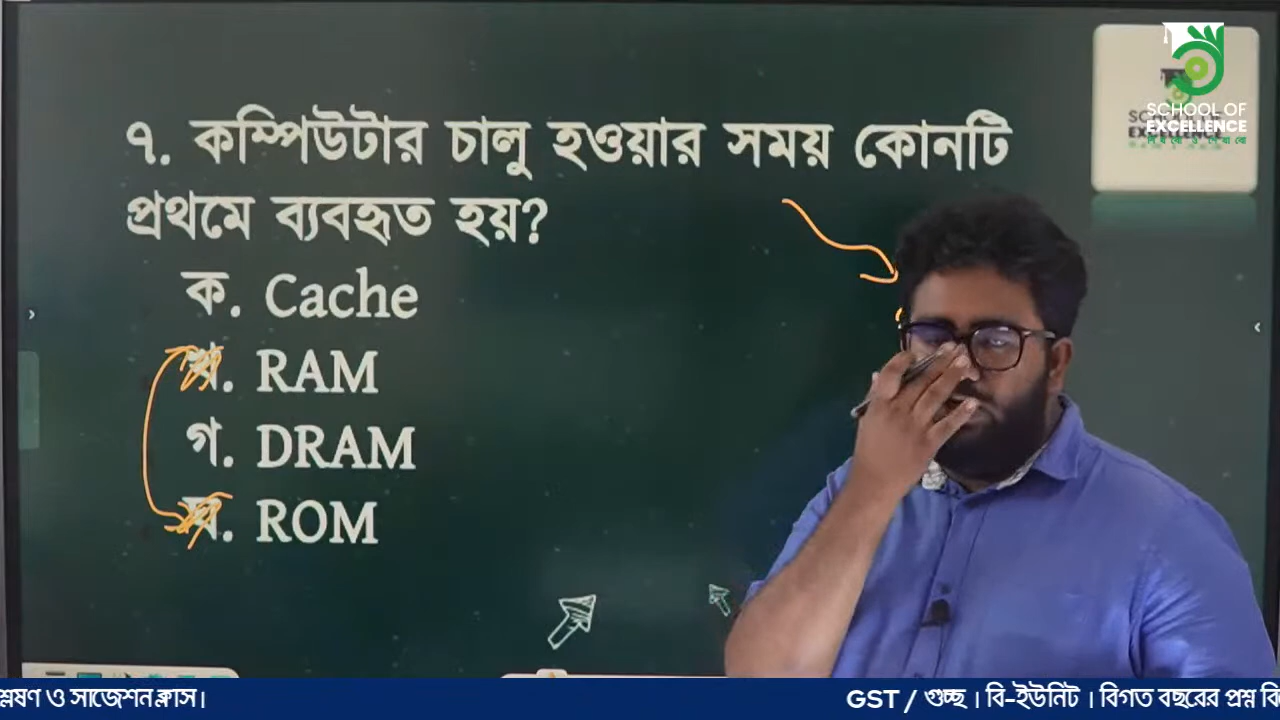 ৭. কম্পিউটার চালু হওয়ার সময় কোনটি
প্রথমে ব্যবহৃত হয়?
ক. Cache
খ. RAM
গ. DRAM
ঘ. ROM
SCHOOL OF
EXCELLENCE
ক্লাস।
ও সাজেশন
GST / গুচ্ছ । বি-ইউনিট । বিগত বছরের প্রশ্ন